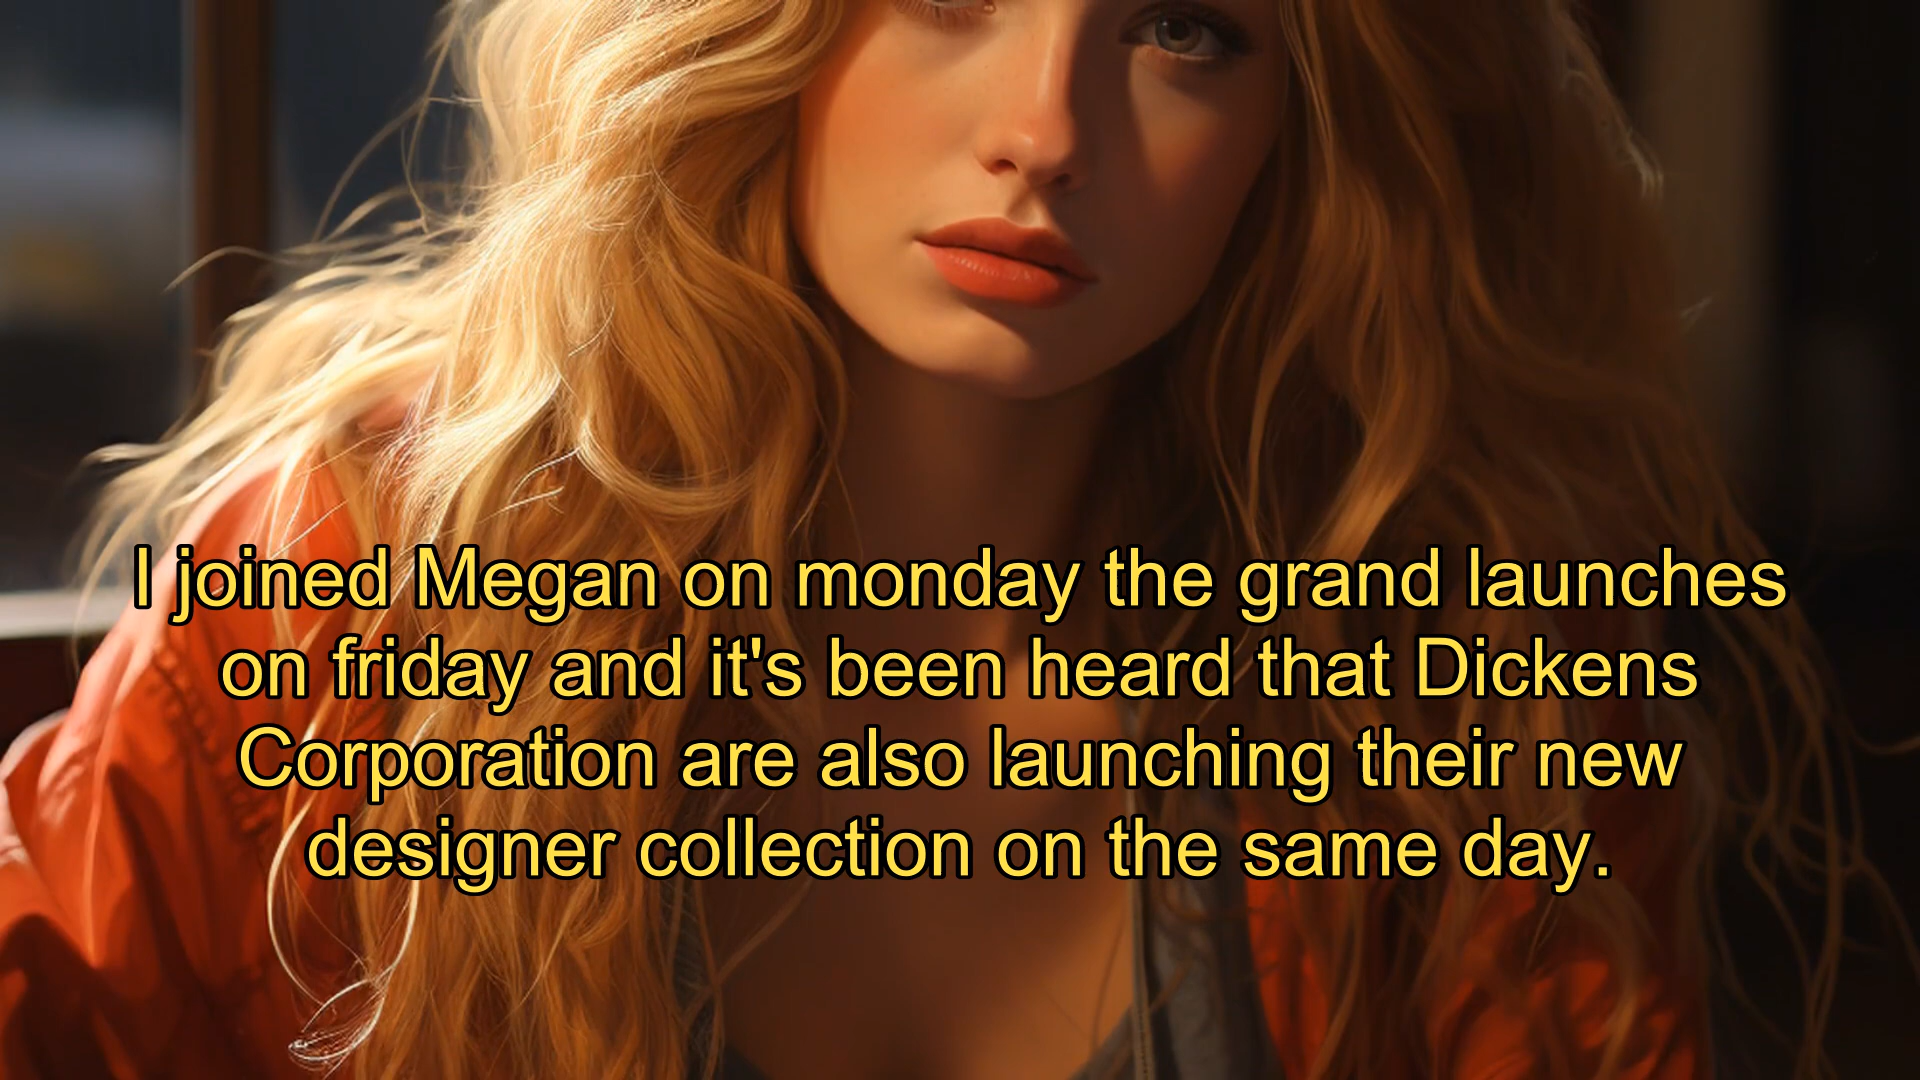 I joined Megan on monday the grand launches
on friday and it's been heard that Dickens
Corporation are also launching their new
designer collection on the same day.